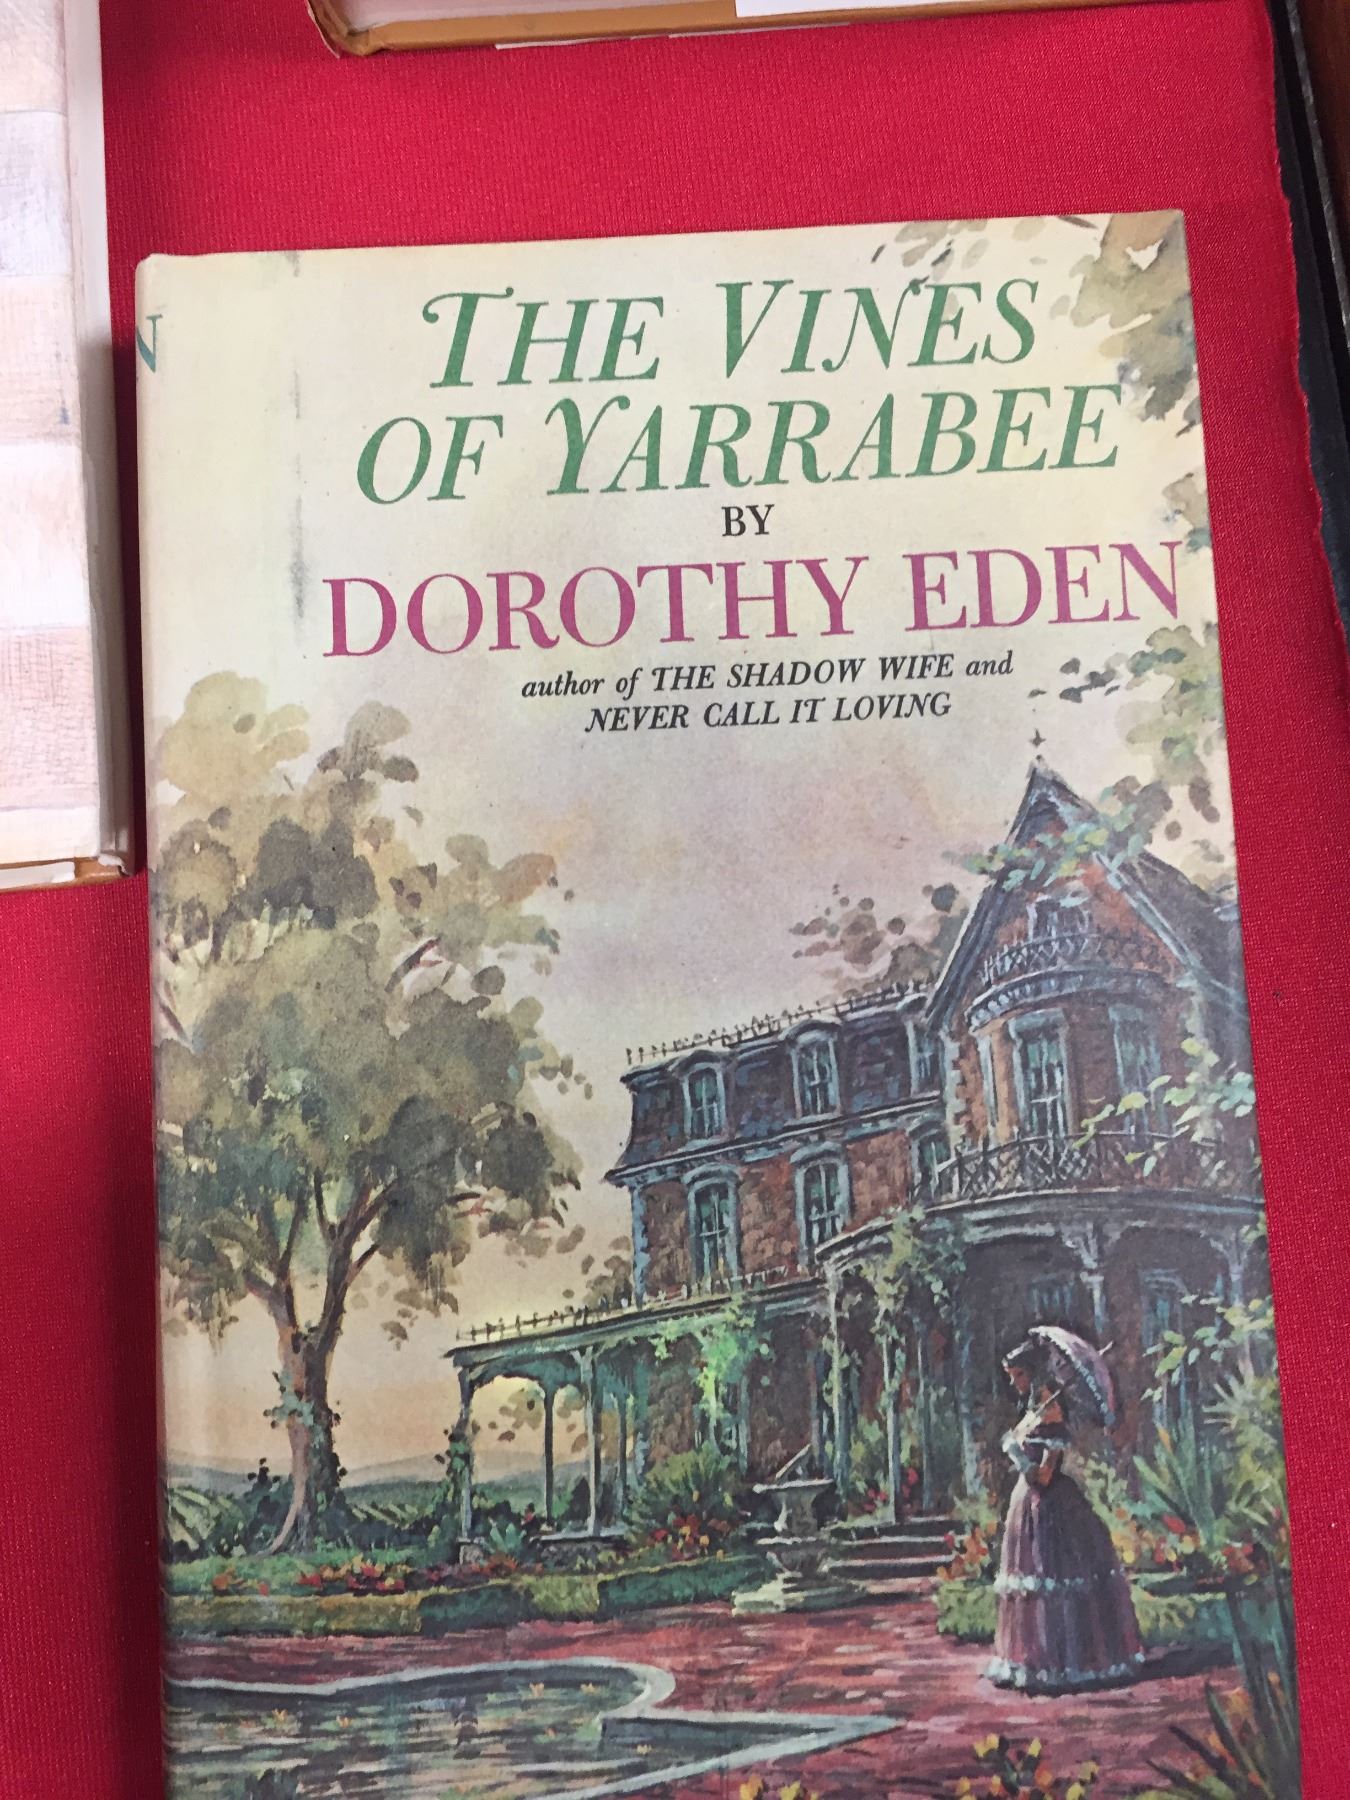 THE VINES
OF YARRABEE
BY
DOROTHY EDEN
author of THE SHADOW WIFE and
NEVER CALL IT LOVING
N